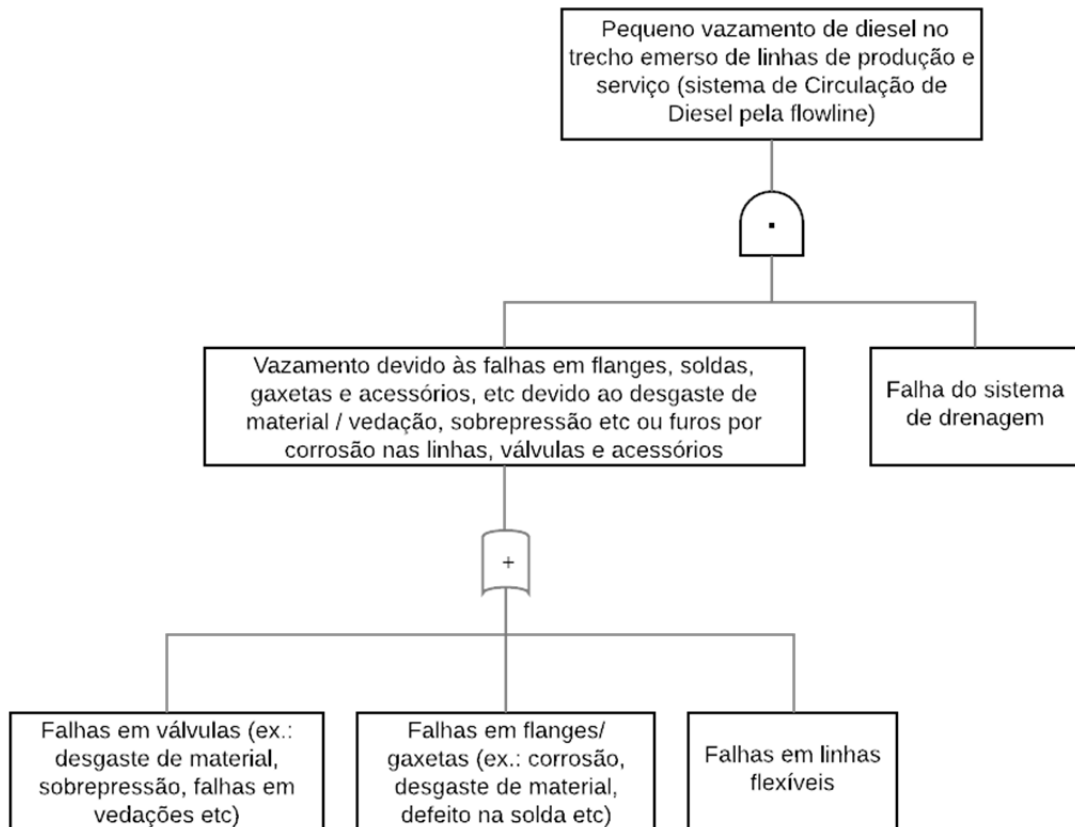 Pequeno vazamento de diesel no
trecho emerso de linhas de produção e
serviço (sistema de Circulação de
Diesel pela flowline)
Vazamento devido às falhas em flanges, soldas,
gaxetas e acessórios, etc devido ao desgaste de
material / vedação, sobrepressão etc ou furos por
corrosão nas linhas, válvulas e acessórios
Falha do sistema
de drenagem
+
Falhas em válvulas (ex.:
desgaste de material,
sobrepressão, falhas em
vedações etc)
Falhas em flanges/
gaxetas (ex.: corrosão,
desgaste de material,
defeito na solda etc)
Falhas em linhas
flexíveis